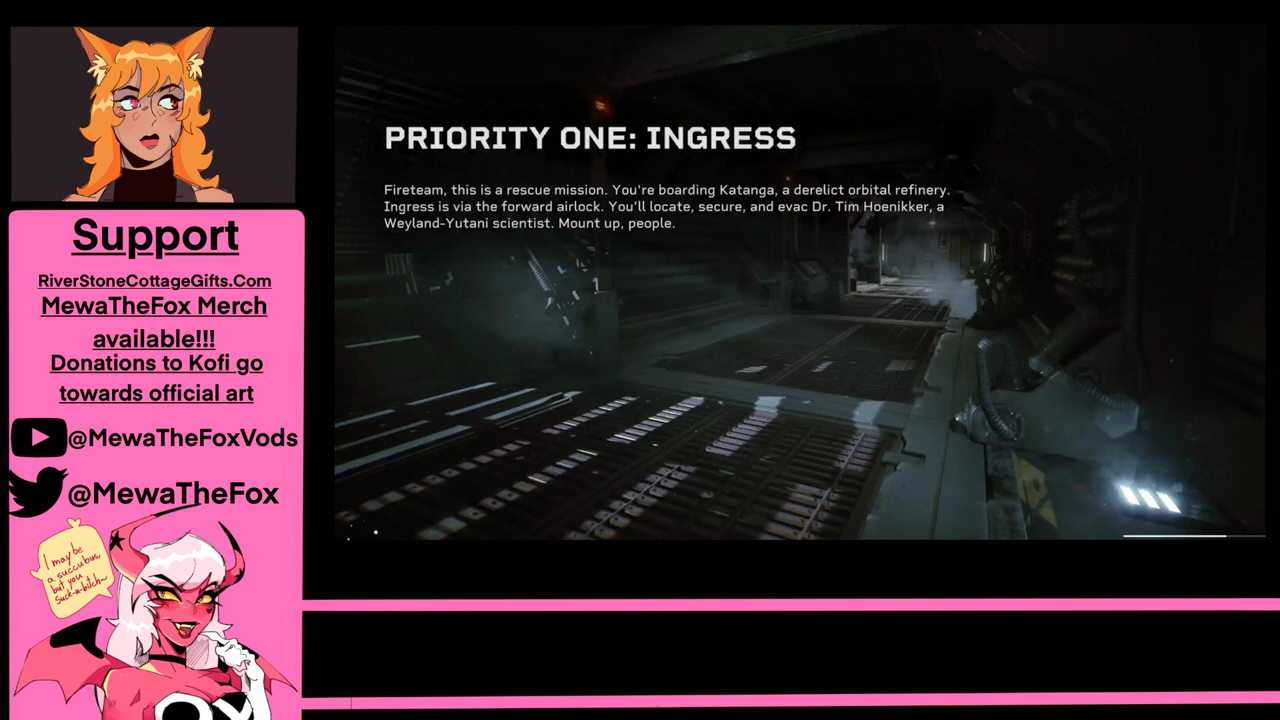 Support
RiverStoneCottageGifts.Com
MewaTheFox Merch
available!!!
Donations to Kofi go
towards official art
@MewaTheFoxVods
@MewaTheFox
I maybe
a succubus,
but you
suck-a-bitch~
PRIORITY ONE: INGRESS
Fireteam, this is a rescue mission. You're boarding Katanga, a derelict orbital refinery.
Ingress is via the forward airlock. You'll locate, secure, and evac Dr. Tim Hoenikker, a
Weyland-Yutani scientist. Mount up, people.